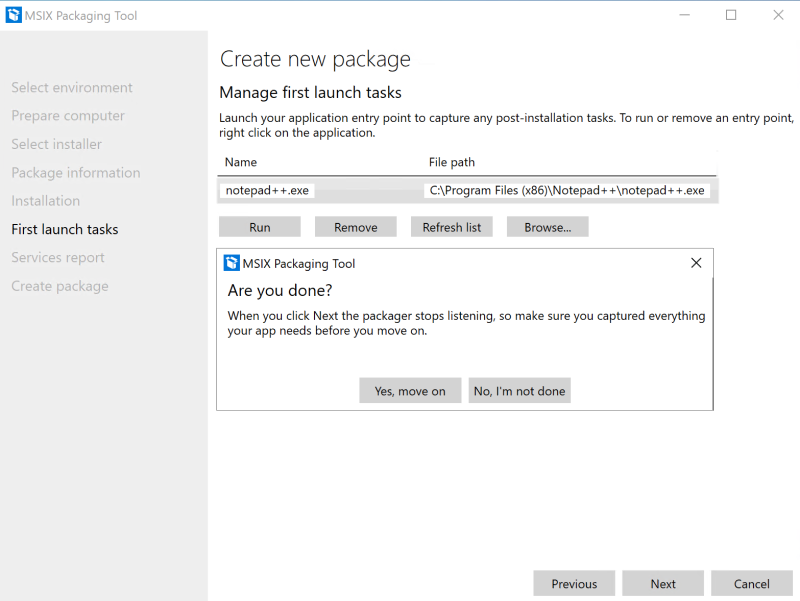 MSIX Packaging Tool
Create new package
Select environment
Prepare computer
Select installer
Package information
Installation
First launch tasks
Services report
Create package
Manage first launch tasks
Launch your application entry point to capture any post-installation tasks. To run or remove an entry point,
right click on the application.
Name File path
notepad++.exe C:\Program Files (x86)\Notepad++\notepad++.exe
Run Remove Refresh list Browse...
MSIX Packaging Tool
Are you done?
When you click Next the packager stops listening, so make sure you captured everything
your app needs before you move on.
Yes, move on No, I'm not done
Previous Next Cancel